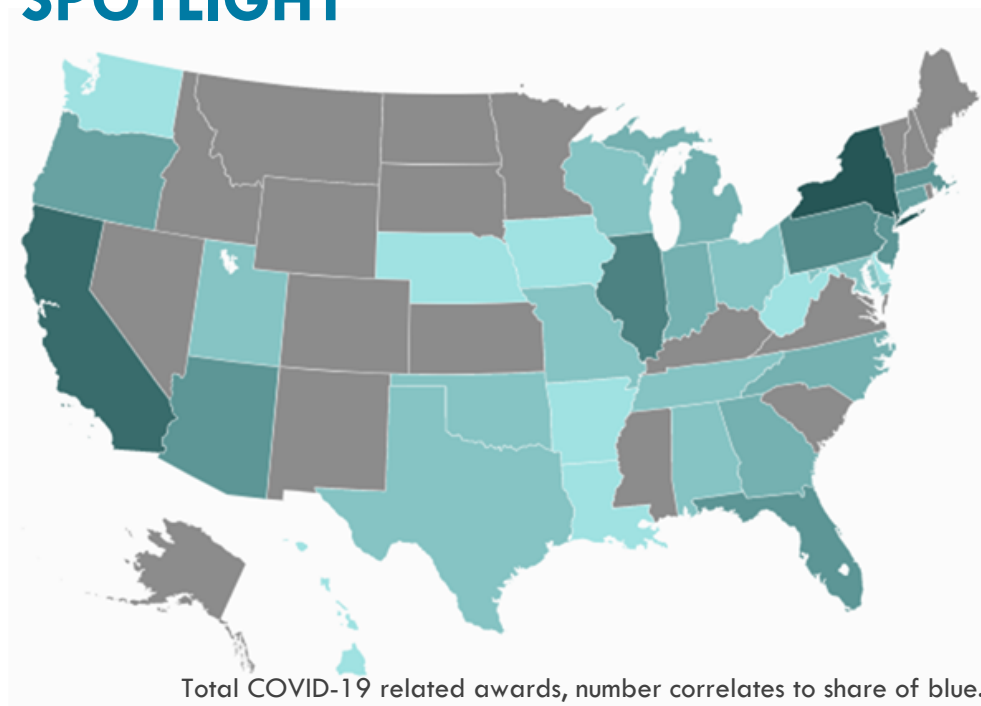 SPOTLIGHT
Total COVID-19 related awards, number correlates to share of blue.